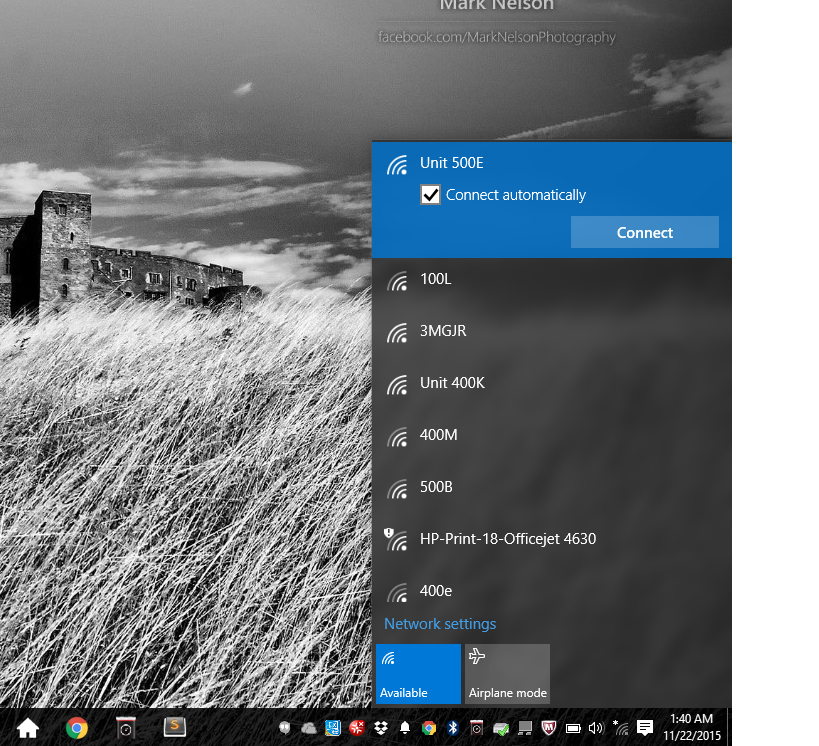 Mark Nelson
facebook.com/MarkNelsonPhotography
Unit 500E
Connect automatically
Connect
100L
3MGJR
Unit 400K
400M
500B
HP-Print-18-Officejet 4630
400e
Network settings
Available
Airplane mode
1:40 AM
11/22/2015